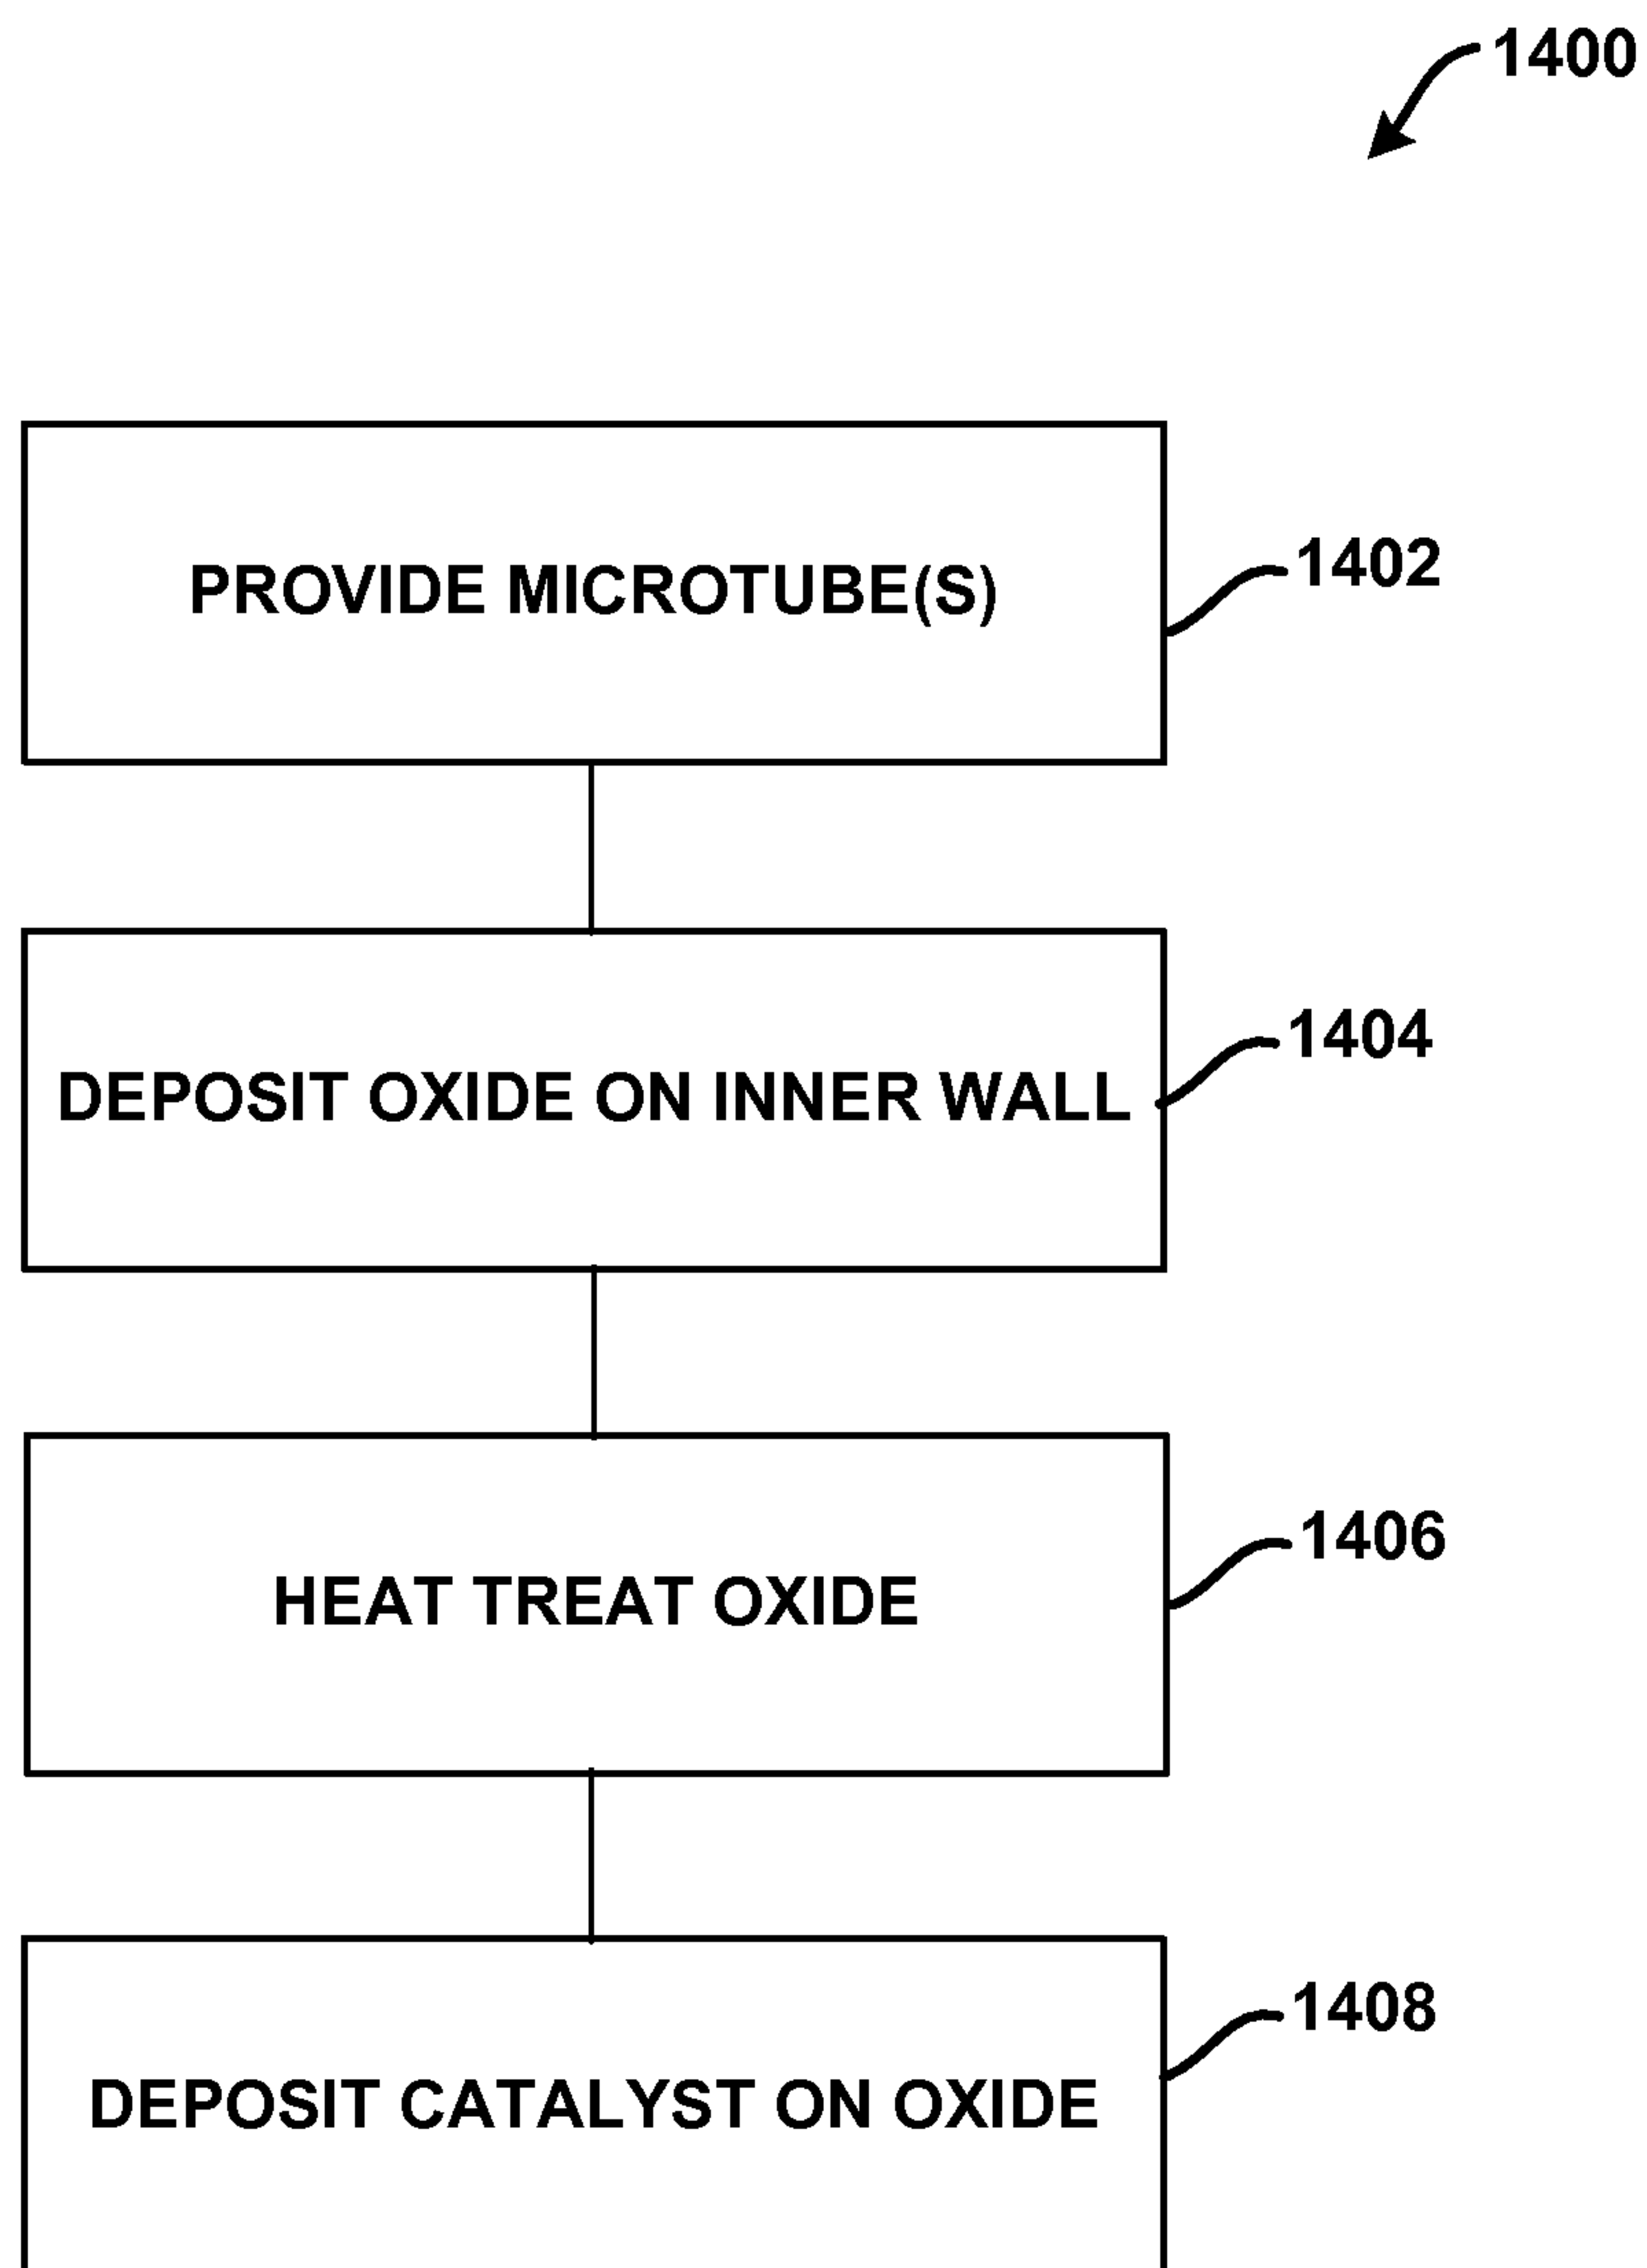 1400
PROVIDE MICROTUBE(S)
1402
DEPOSIT OXIDE ON INNER WALL
1404
HEAT TREAT OXIDE
1406
DEPOSIT CATALYST ON OXIDE
1408